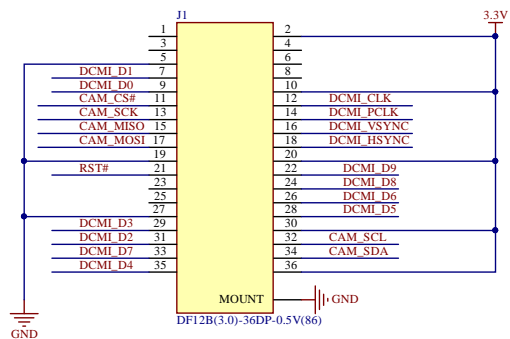 J1
3.3V
1 2
3 4
5 6
DCMI_D1 7 8
DCMI_D0 9 10
CAM_CS# 11 12 DCMI_CLK
CAM_SCK 13 14 DCMI_PCLK
CAM_MISO 15 16 DCMI_VSYNC
CAM_MOSI 17 18 DCMI_HSYNC
19 20
RST# 21 22 DCMI_D9
23 24 DCMI_D8
25 26 DCMI_D6
27 28 DCMI_D5
DCMI_D3 29 30
DCMI_D2 31 32 CAM_SCL
DCMI_D7 33 34 CAM_SDA
DCMI_D4 35 36
MOUNT GND
DF12B(3.0)-36DP-0.5V(86)
GND